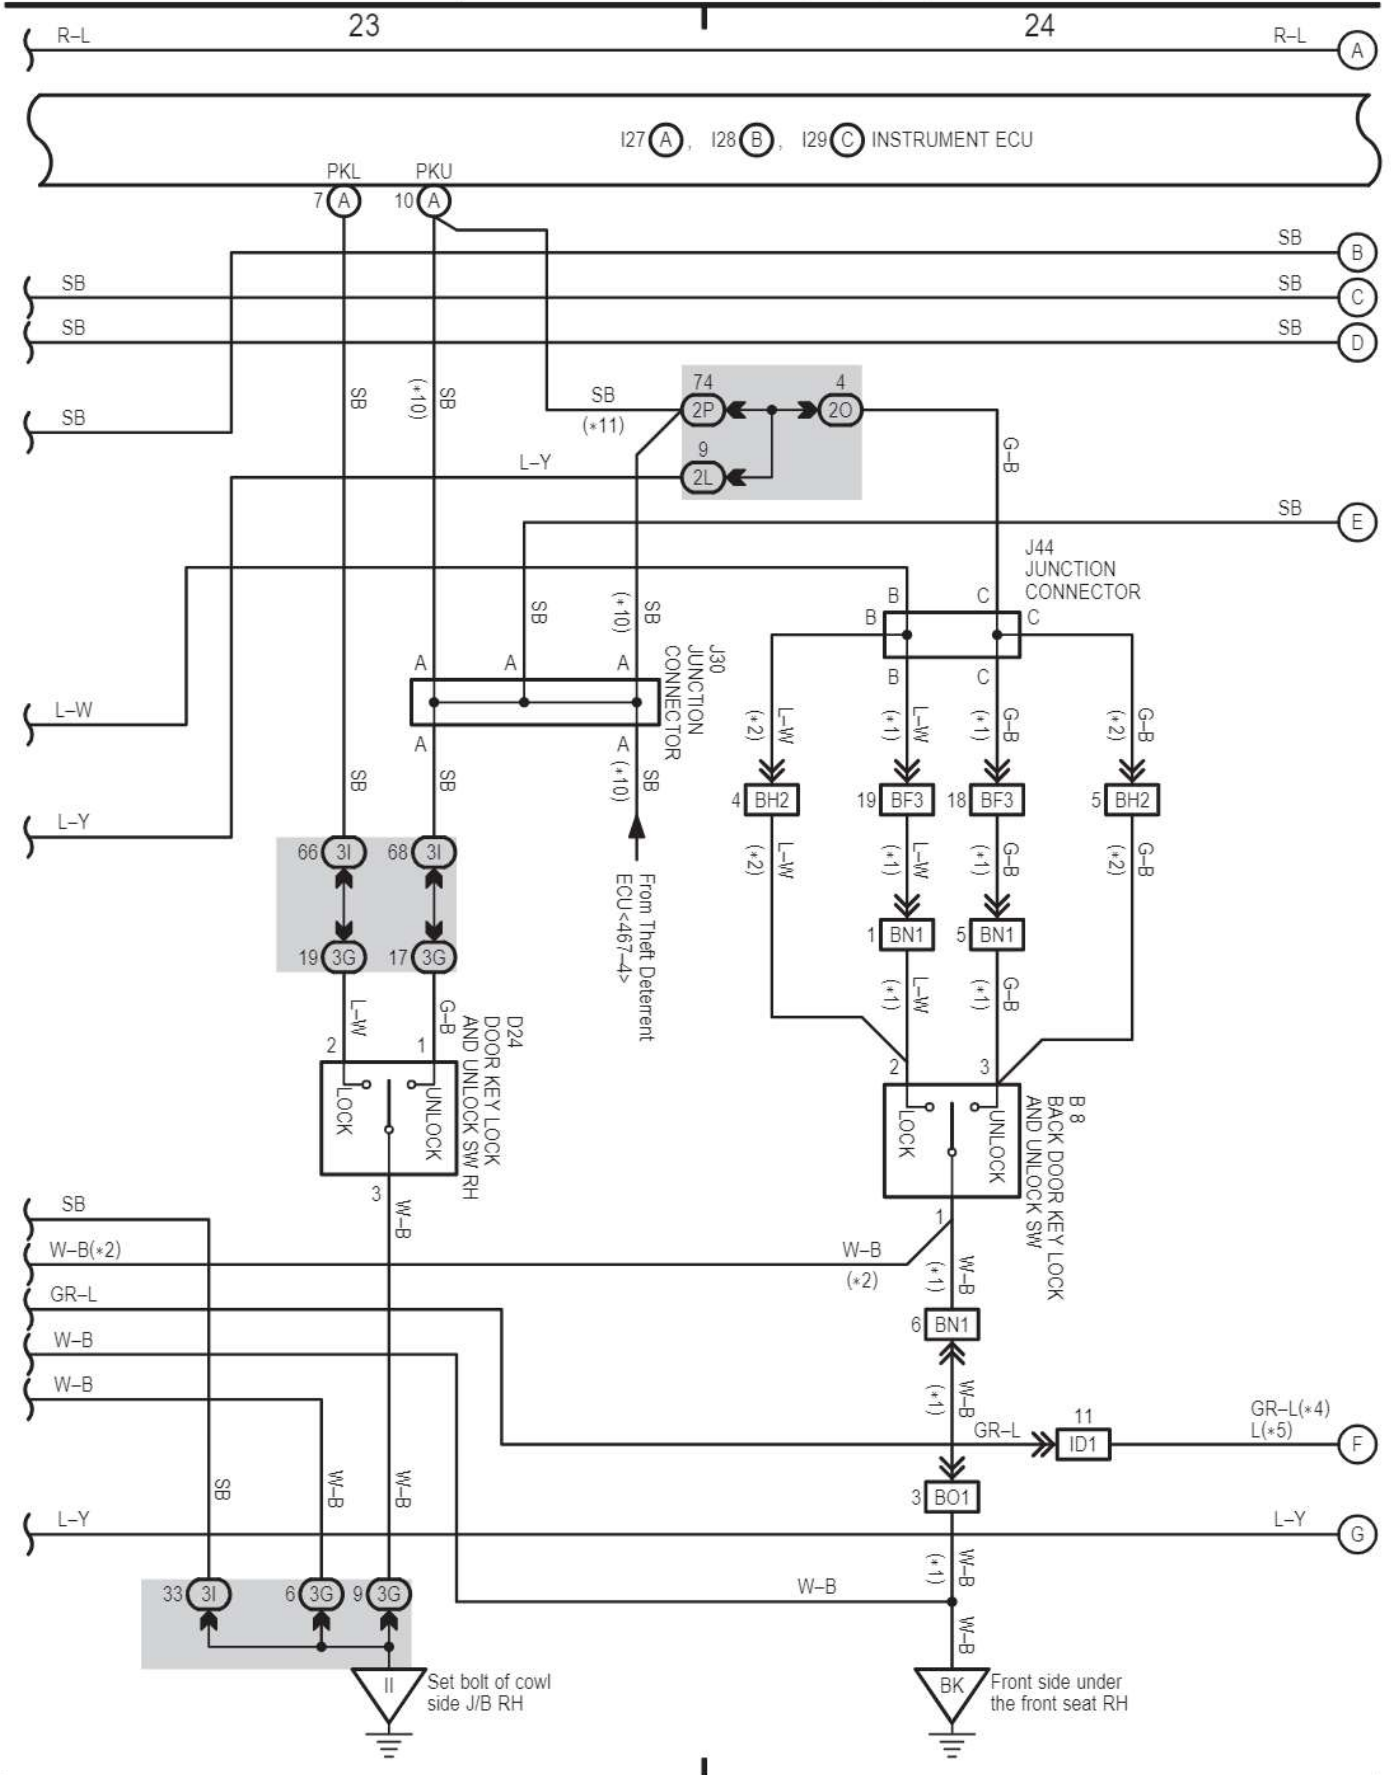 23
24
R–L
R–L
A
I27 A , I28 B , I29 C INSTRUMENT ECU
PKL
PKU
7 A
10 A
SB
B
SB
SB
C
SB
SB
D
SB
SB
(*10)
SB
SB
(*11)
74
2P
4
2O
9
2L
L–Y
G–B
SB
SB
E
J44
JUNCTION
CONNECTOR
B
C
B
C
B
C
SB
SB
(*10)
J30
JUNCTION
CONNECTOR
A
A
A
A
A
L–W
SB
SB
SB
(*10)
L–W
(*2)
L–W
(*1)
G–B
(*1)
G–B
(*2)
4 BH2
19 BF3
18 BF3
5 BH2
L–Y
L–W
(*2)
L–W
(*1)
G–B
(*1)
G–B
(*2)
66 3I
68 3I
From Theft Deterrent
ECU<467–4>
1 BN1
5 BN1
19 3G
17 3G
L–W
G–B
L–W
(*1)
G–B
(*1)
D24
DOOR KEY LOCK
AND UNLOCK SW RH
2
1
LOCK
UNLOCK
3
W–B
2
3
LOCK
UNLOCK
B 8
BACK DOOR KEY LOCK
AND UNLOCK SW
1
SB
W–B(*2)
W–B
(*2)
W–B
(*1)
GR–L
6 BN1
W–B
W–B
W–B
(*1)
GR–L
11
ID1
GR–L(*4)
L(*5)
F
SB
W–B
W–B
3 BO1
L–Y
L–Y
G
W–B
(*1)
33 3I
6 3G
9 3G
W–B
W–B
II
Set bolt of cowl
side J/B RH
BK
Front side under
the front seat RH